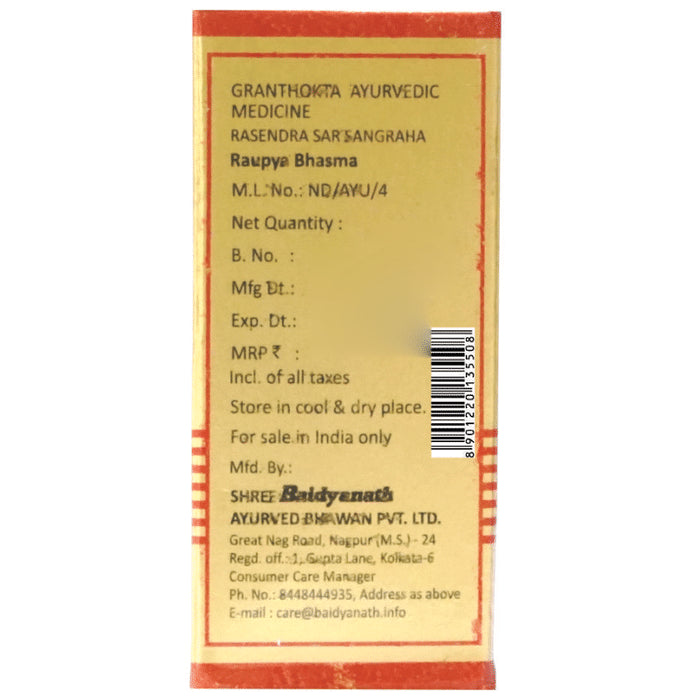 GRANTHOKTA AYURVEDIC
MEDICINE
RASENDRA SAR SANGRAHA
Raupya Bhasma
M.L. No.: ND/AYU/4
Net Quantity :
B. No. :
Mfg Dt.:
Exp. Dt.:
MRP ₹ :
Incl. of all taxes
Store in cool & dry place.
For sale in India only
Mfd. By.:
SHREE Baidyanath
AYURVED BHAWAN PVT. LTD.
Great Nag Road, Nagpur (M.S.) - 24
Regd. off.: 1, Gupta Lane, Kolkata-6
Consumer Care Manager
Ph. No.: 8448444935, Address as above
E-mail : care@baidyanath.info
8 901220 135508